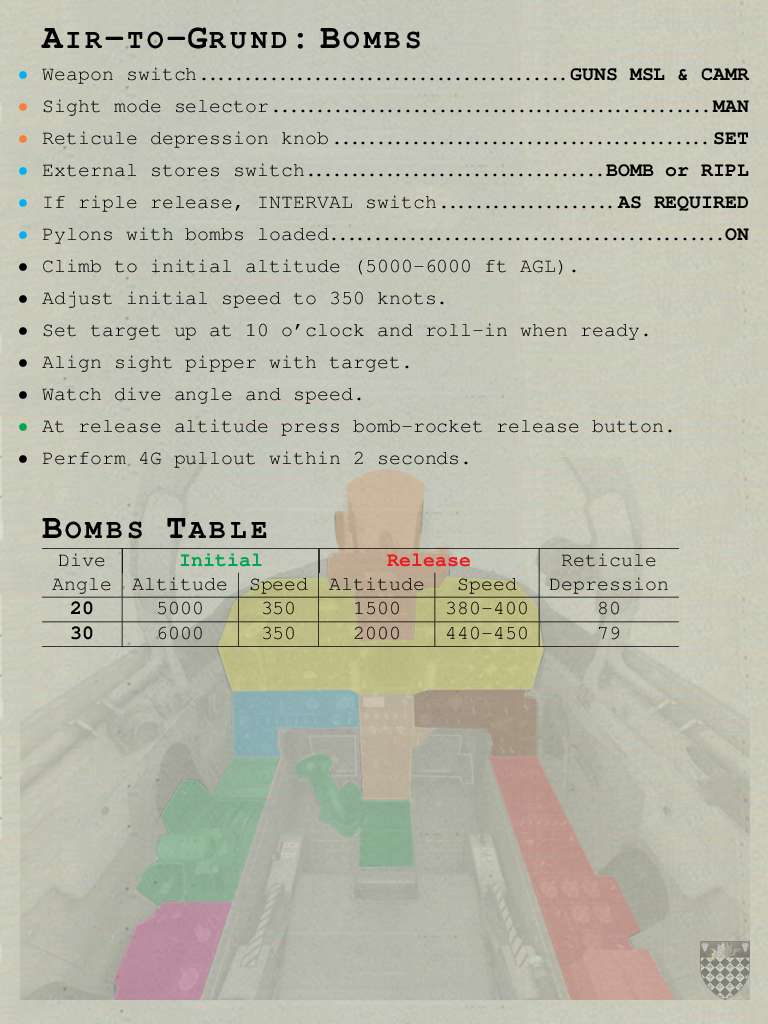 AIR-TO-GRUND: BOMBS
• Weapon switch........................................GUNS MSL & CAMR
• Sight mode selector..................................................MAN
• Reticule depression knob...........................................SET
• External stores switch.................................BOMB or RIPL
• If riple release, INTERVAL switch....................AS REQUIRED
• Pylons with bombs loaded.............................................ON
• Climb to initial altitude (5000-6000 ft AGL).
• Adjust initial speed to 350 knots.
• Set target up at 10 o'clock and roll-in when ready.
• Align sight pipper with target.
• Watch dive angle and speed.
• At release altitude press bomb-rocket release button.
• Perform 4G pullout within 2 seconds.
BOMBS TABLE
Dive Initial Release Reticule
Angle Altitude Speed Altitude Speed Depression
20 5000 350 1500 380-400 80
30 6000 350 2000 440-450 79